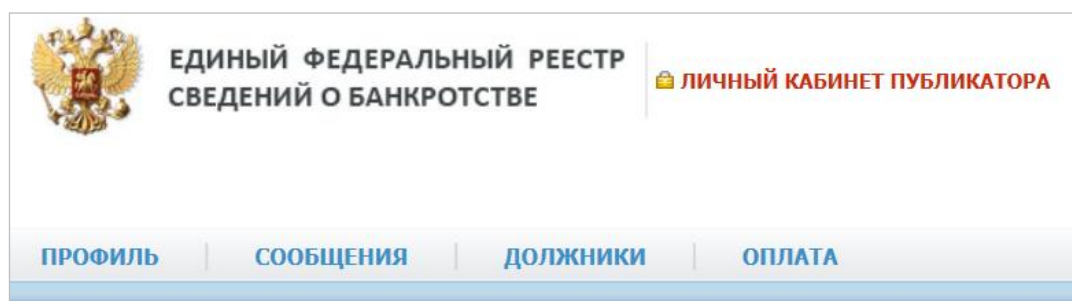 ЕДИНЫЙ ФЕДЕРАЛЬНЫЙ РЕЕСТР
СВЕДЕНИЙ О БАНКРОТСТВЕ
ЛИЧНЫЙ КАБИНЕТ ПУБЛИКАТОРА
ПРОФИЛЬ СООБЩЕНИЯ ДОЛЖНИКИ ОПЛАТА